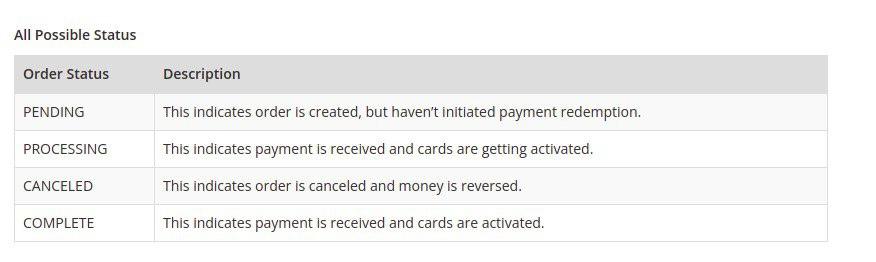 All Possible Status
Order Status Description
PENDING This indicates order is created, but haven’t initiated payment redemption.
PROCESSING This indicates payment is received and cards are getting activated.
CANCELED This indicates order is canceled and money is reversed.
COMPLETE This indicates payment is received and cards are activated.